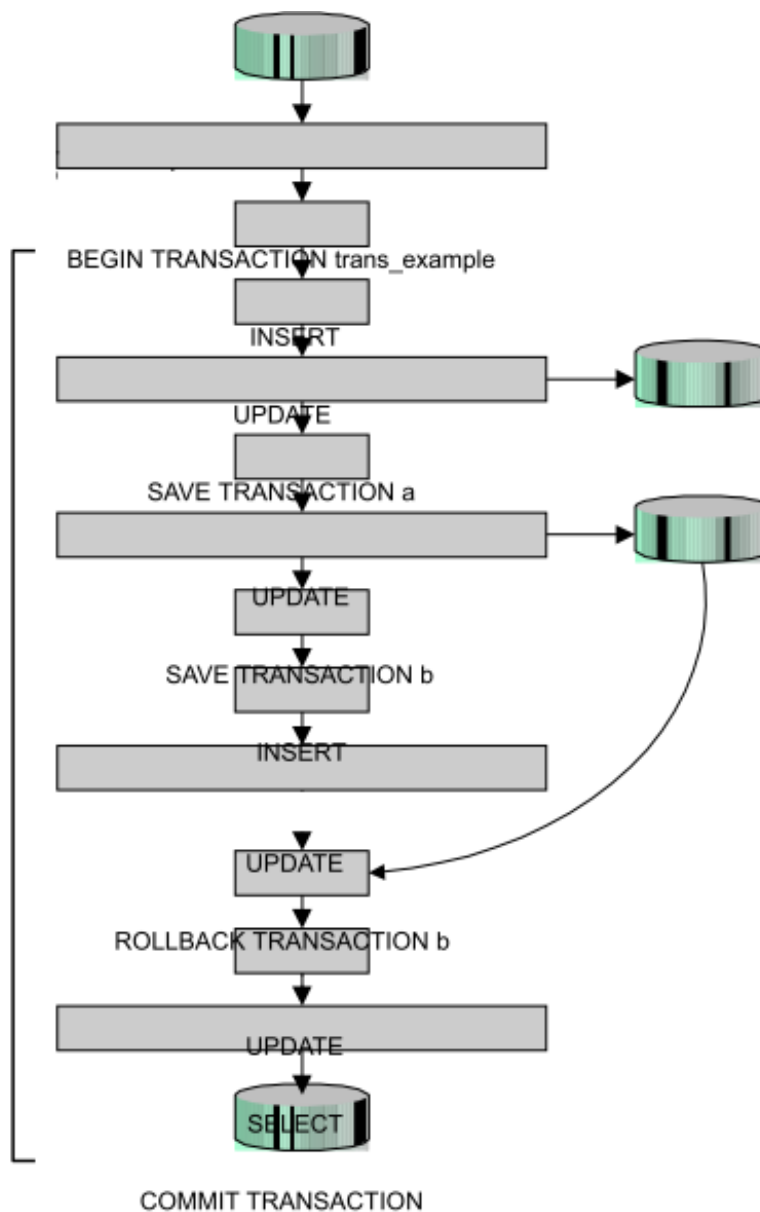 BEGIN TRANSACTION trans_example
INSERT
UPDATE
SAVE TRANSACTION a
UPDATE
SAVE TRANSACTION b
INSERT
UPDATE
ROLLBACK TRANSACTION b
UPDATE
SELECT
COMMIT TRANSACTION